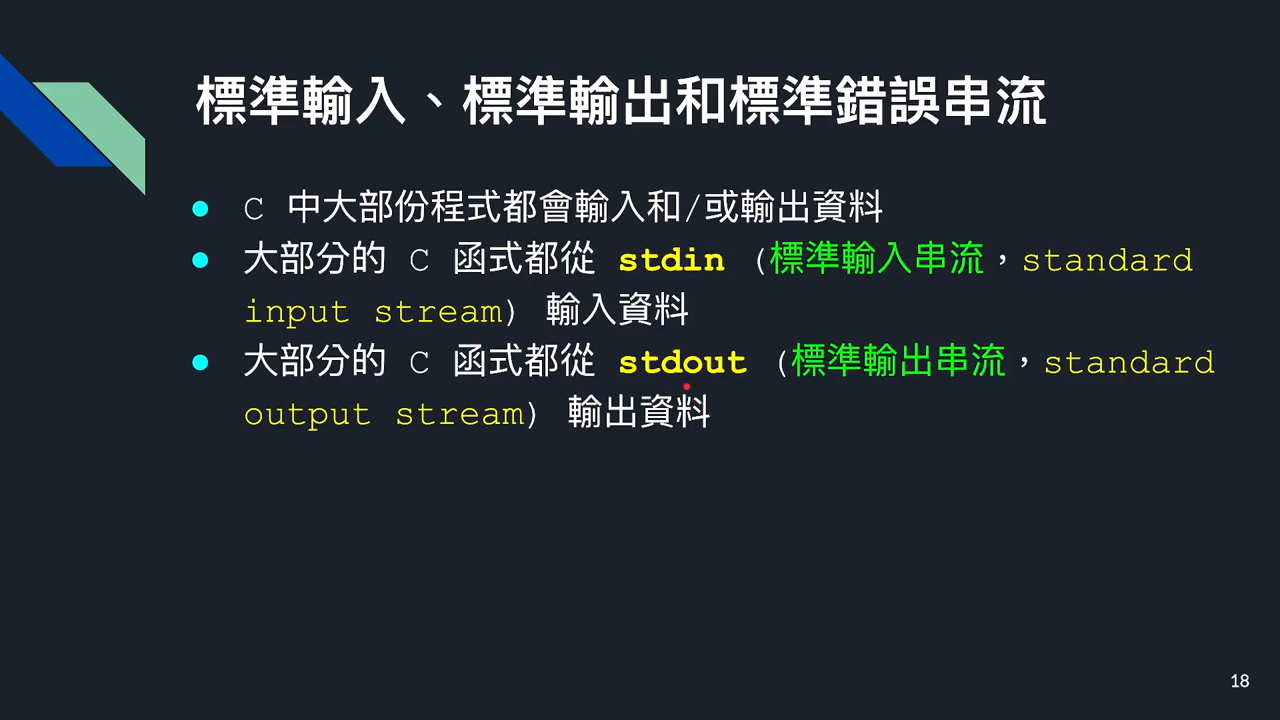 標準輸入、標準輸出和標準錯誤串流
● C 中大部份程式都會輸入和/或輸出資料
● 大部分的 C 函式都從 stdin (標準輸入串流，standard
input stream) 輸入資料
● 大部分的 C 函式都從 stdout (標準輸出串流，standard
output stream) 輸出資料
18